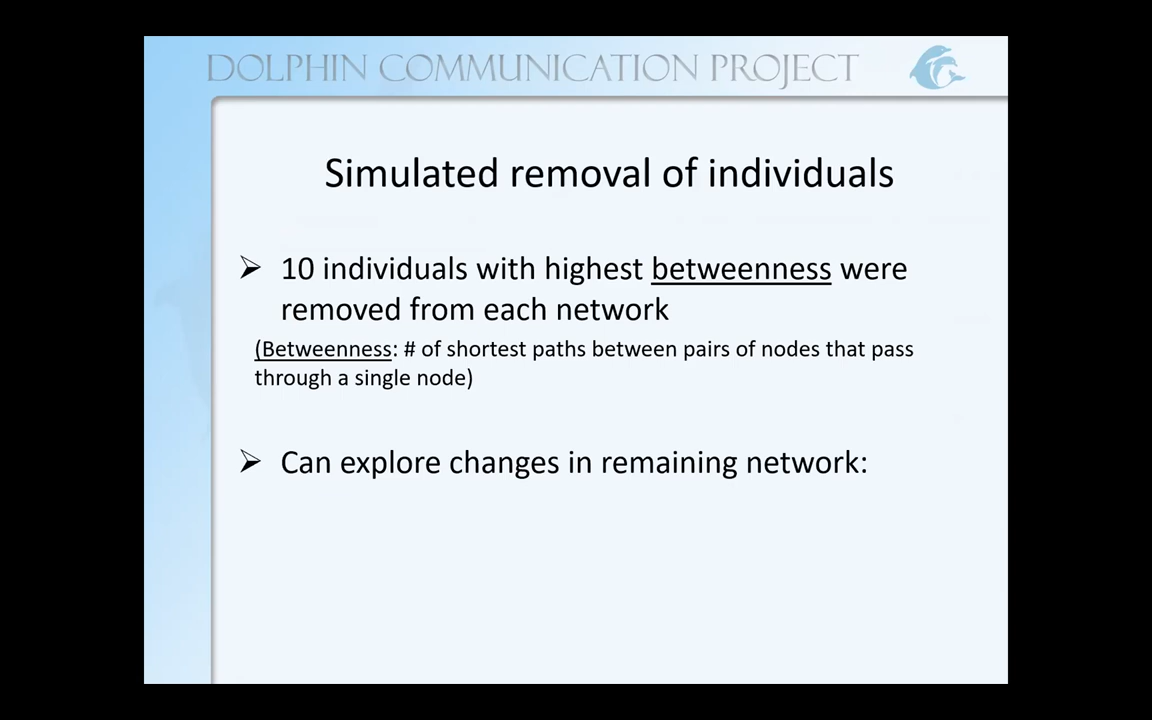 DOLPHIN COMMUNICATION PROJECT
Simulated removal of individuals
➢ 10 individuals with highest betweenness were
removed from each network
(Betweenness: # of shortest paths between pairs of nodes that pass
through a single node)
➢ Can explore changes in remaining network: